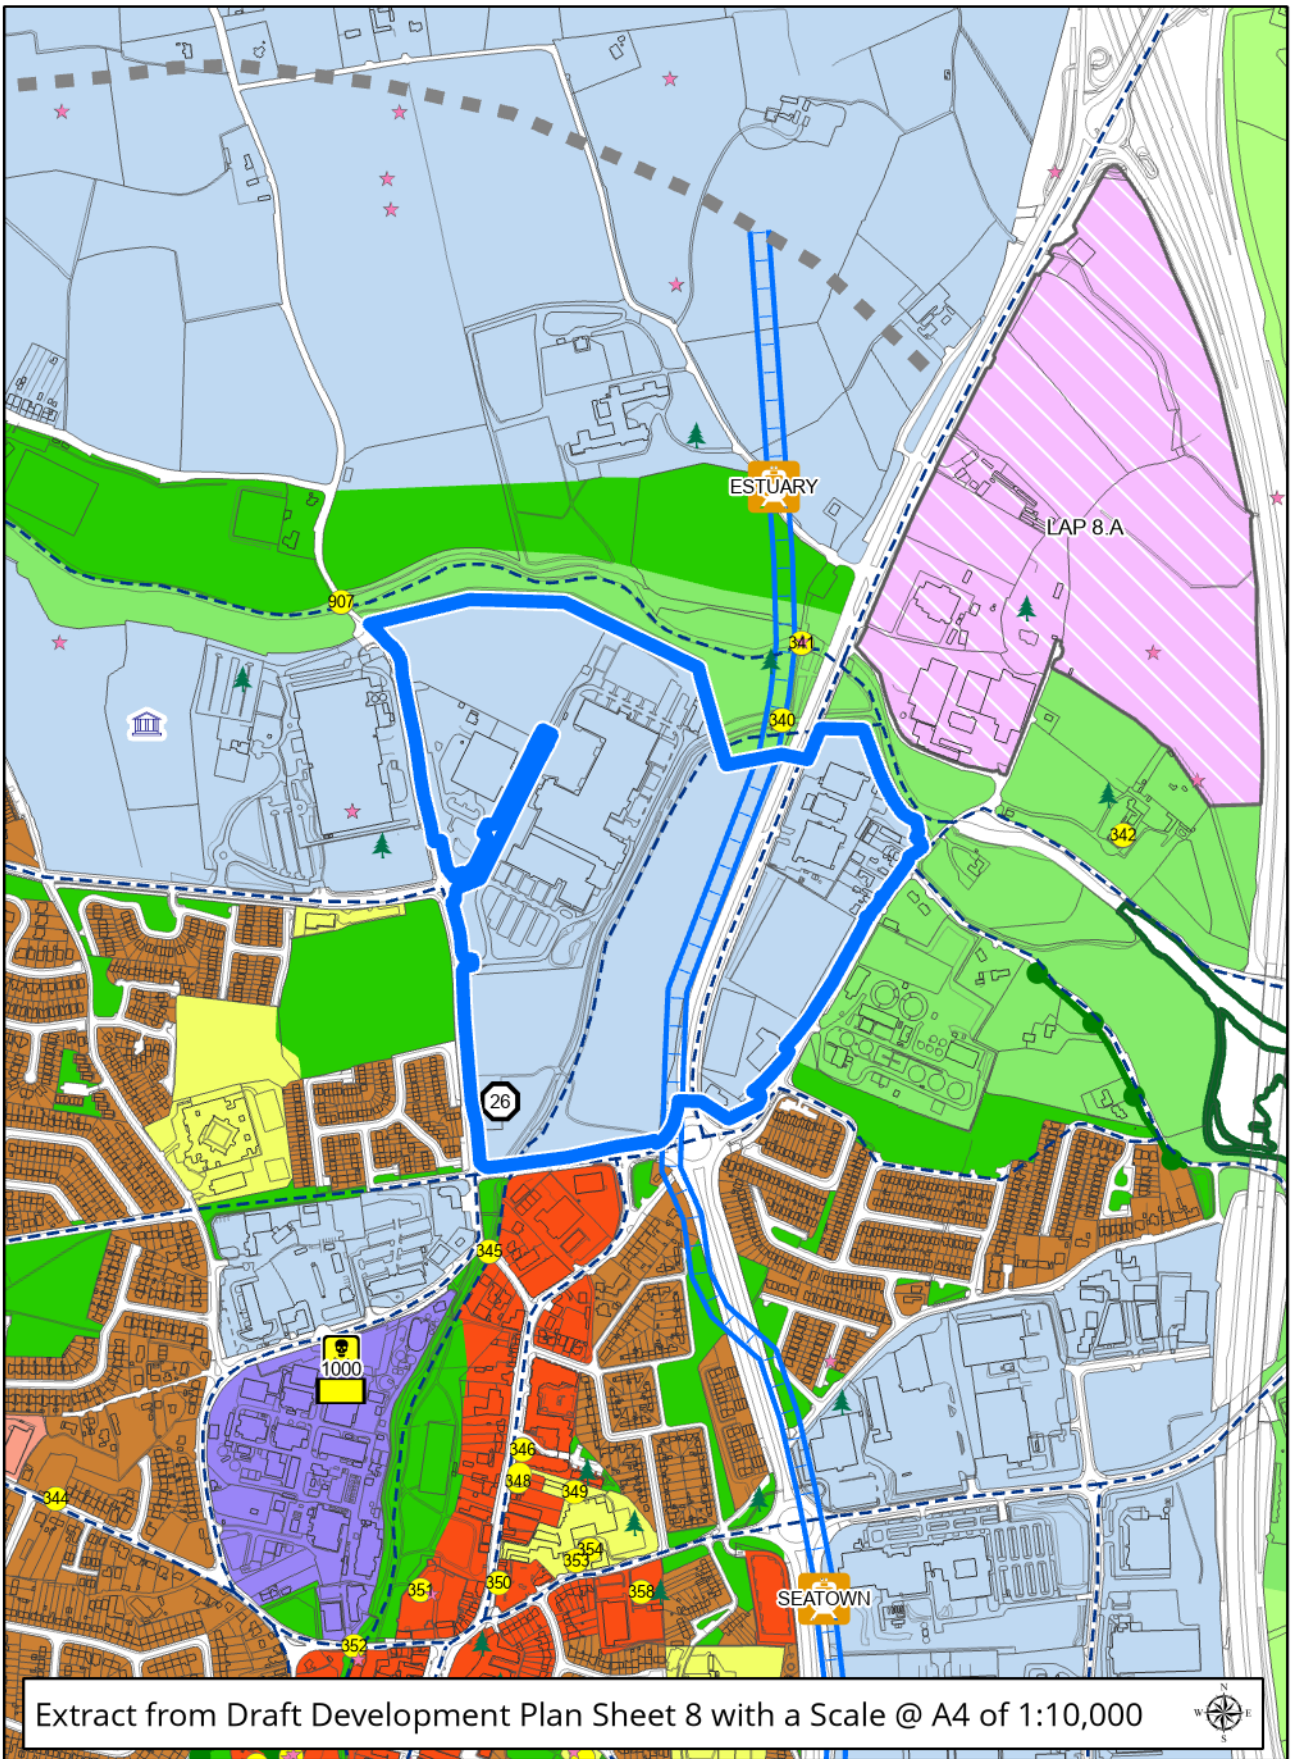 ESTUARY
LAP 8.A
907
341
340
342
26
345
1000
346
344
348
349
354
353
350
351
358
SEATOWN
352
Extract from Draft Development Plan Sheet 8 with a Scale @ A4 of 1:10,000
N
W E
S